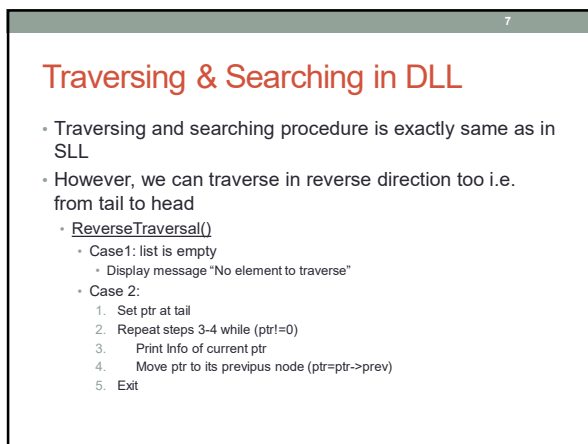 7
Traversing & Searching in DLL
• Traversing and searching procedure is exactly same as in
SLL
• However, we can traverse in reverse direction too i.e.
from tail to head
• ReverseTraversal()
• Case1: list is empty
• Display message “No element to traverse”
• Case 2:
1. Set ptr at tail
2. Repeat steps 3-4 while (ptr!=0)
3. Print Info of current ptr
4. Move ptr to its previpus node (ptr=ptr->prev)
5. Exit